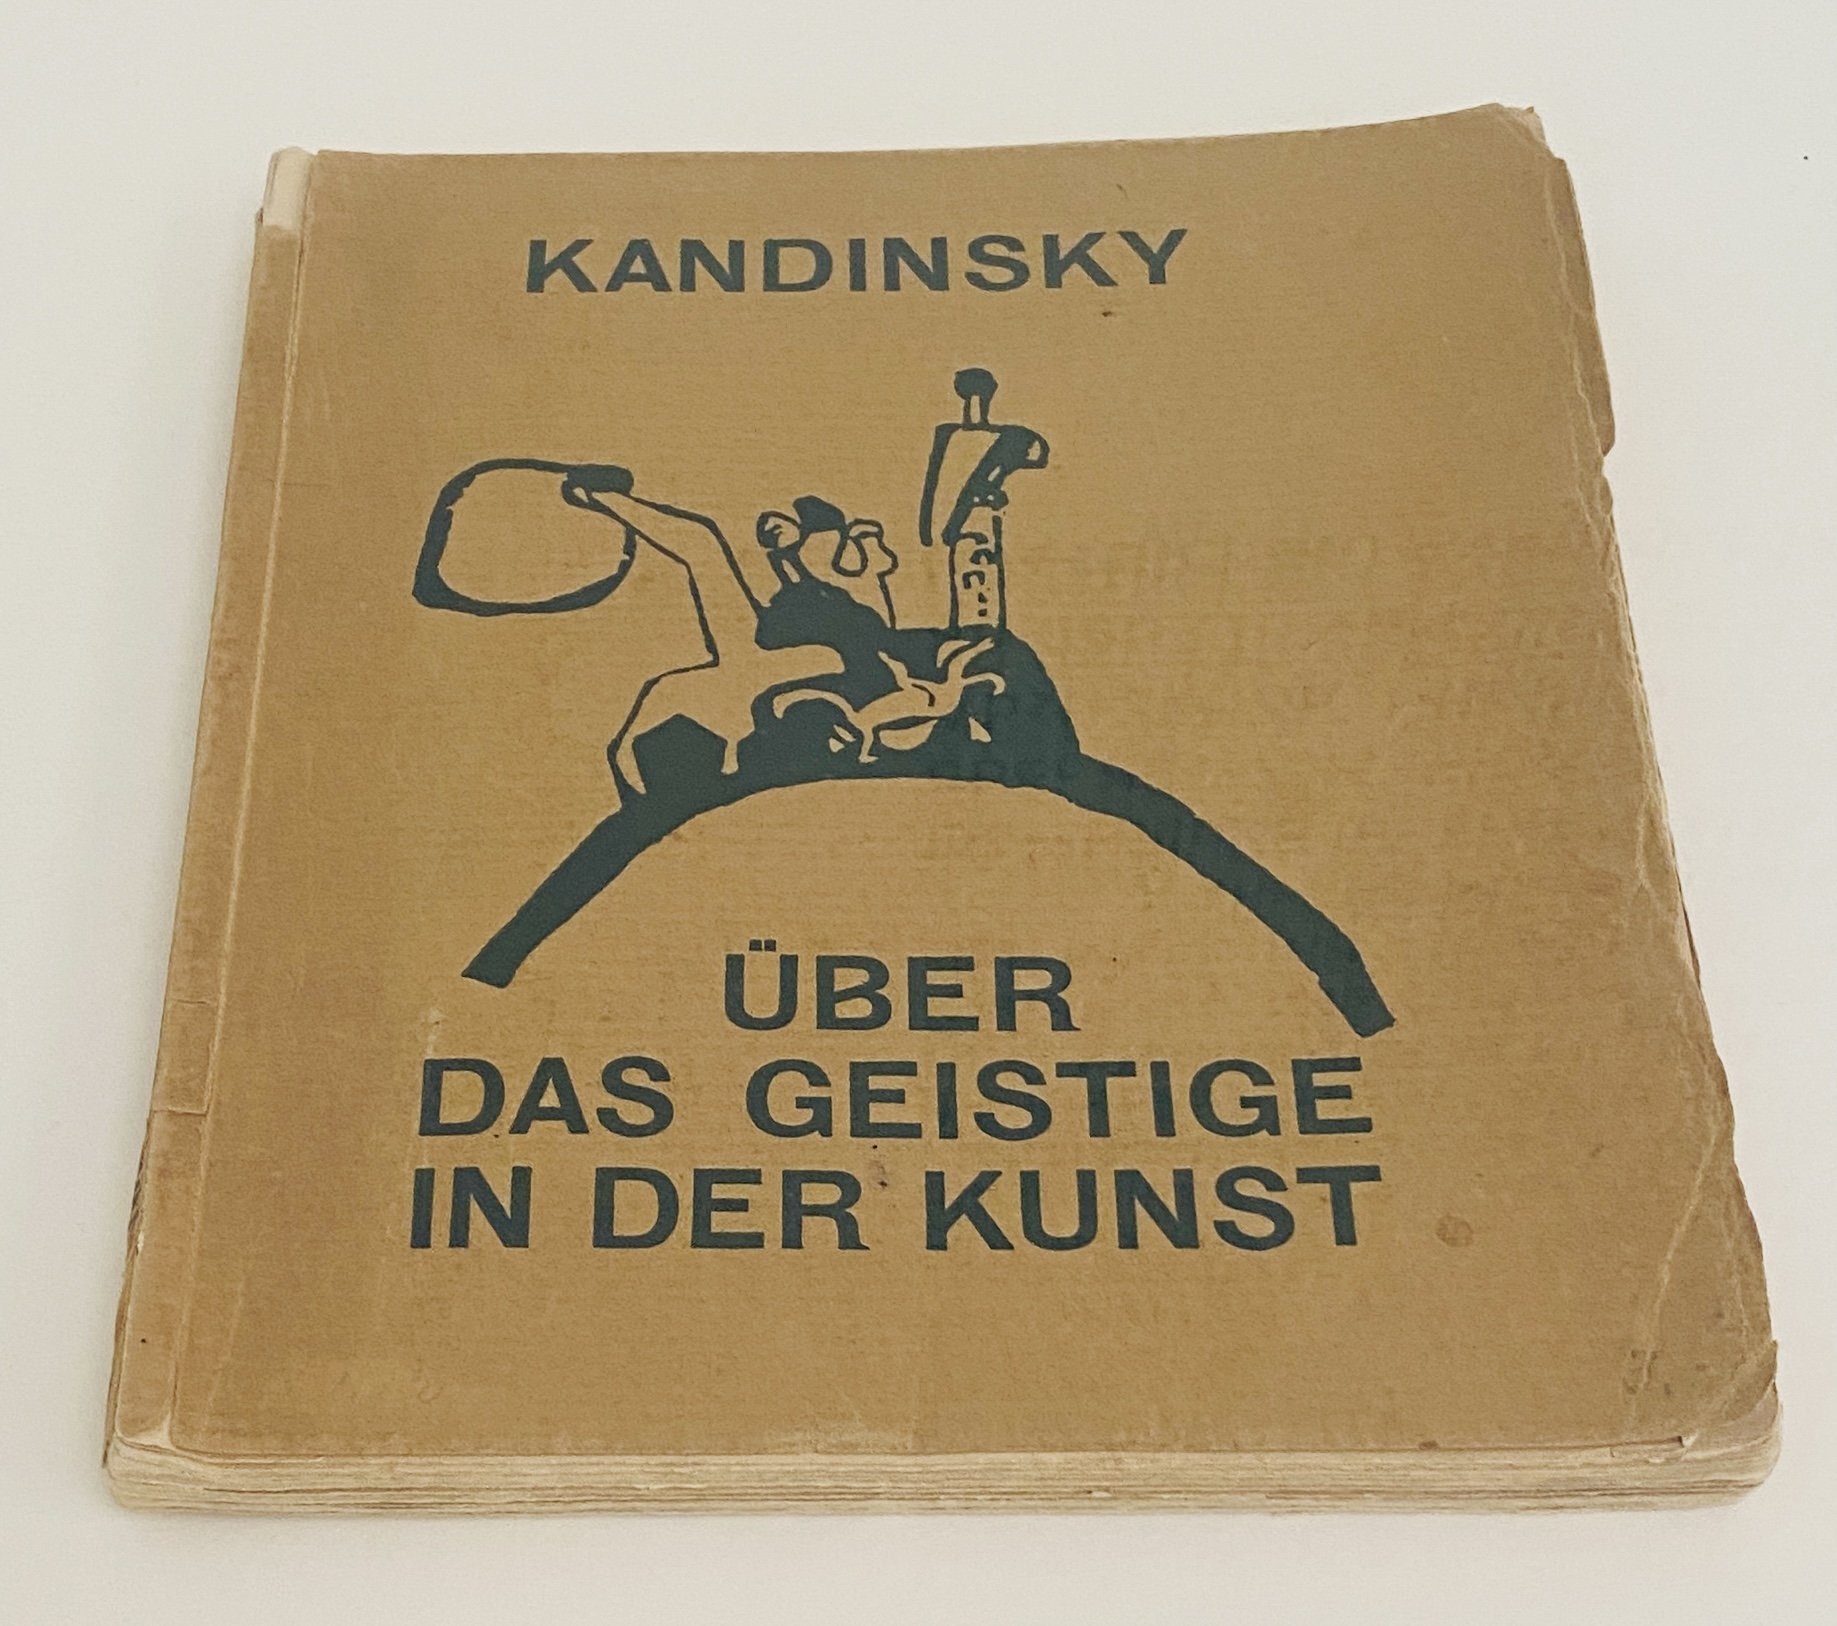 KANDINSKY
ÜBER
DAS GEISTIGE
IN DER KUNST